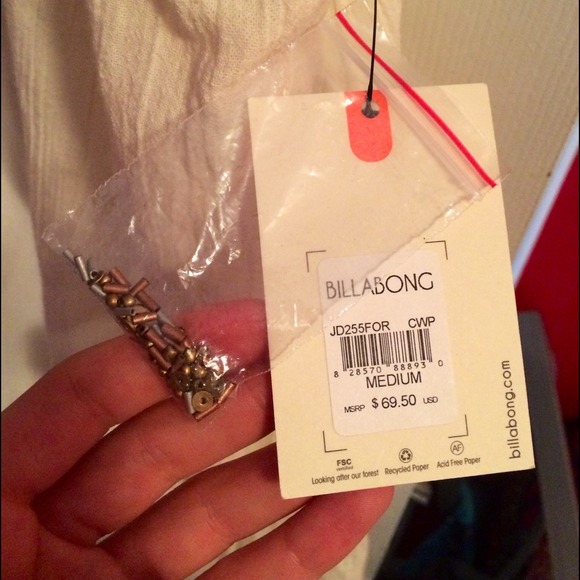 BILLABONG
JD255FOR CWP
8 28570 88893 0
MEDIUM
MSRP $69.50 USD
billabong.com
FSC AF
certified
Looking after our forest Recycled Paper Acid Free Paper